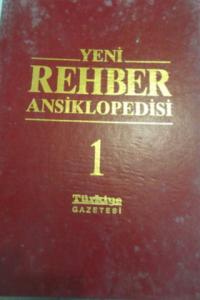 YENİ
REHBER
ANSİKLOPEDİSİ
1
Türkiye
GAZETESİ